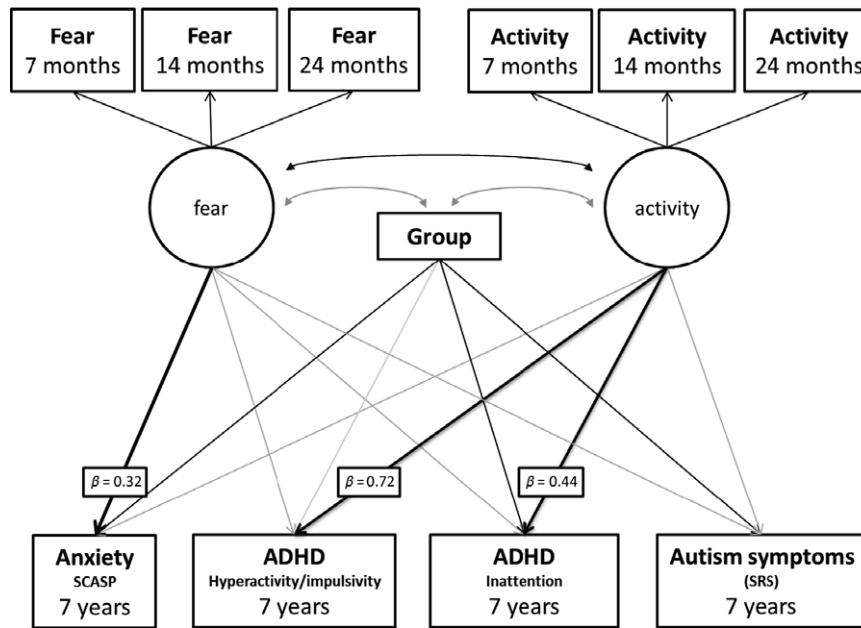 Fear
7 months
Fear
14 months
Fear
24 months
Activity
7 months
Activity
14 months
Activity
24 months
fear
activity
Group
β = 0.32
β = 0.72
β = 0.44
Anxiety
SCASP
7 years
ADHD
Hyperactivity/impulsivity
7 years
ADHD
Inattention
7 years
Autism symptoms
(SRS)
7 years